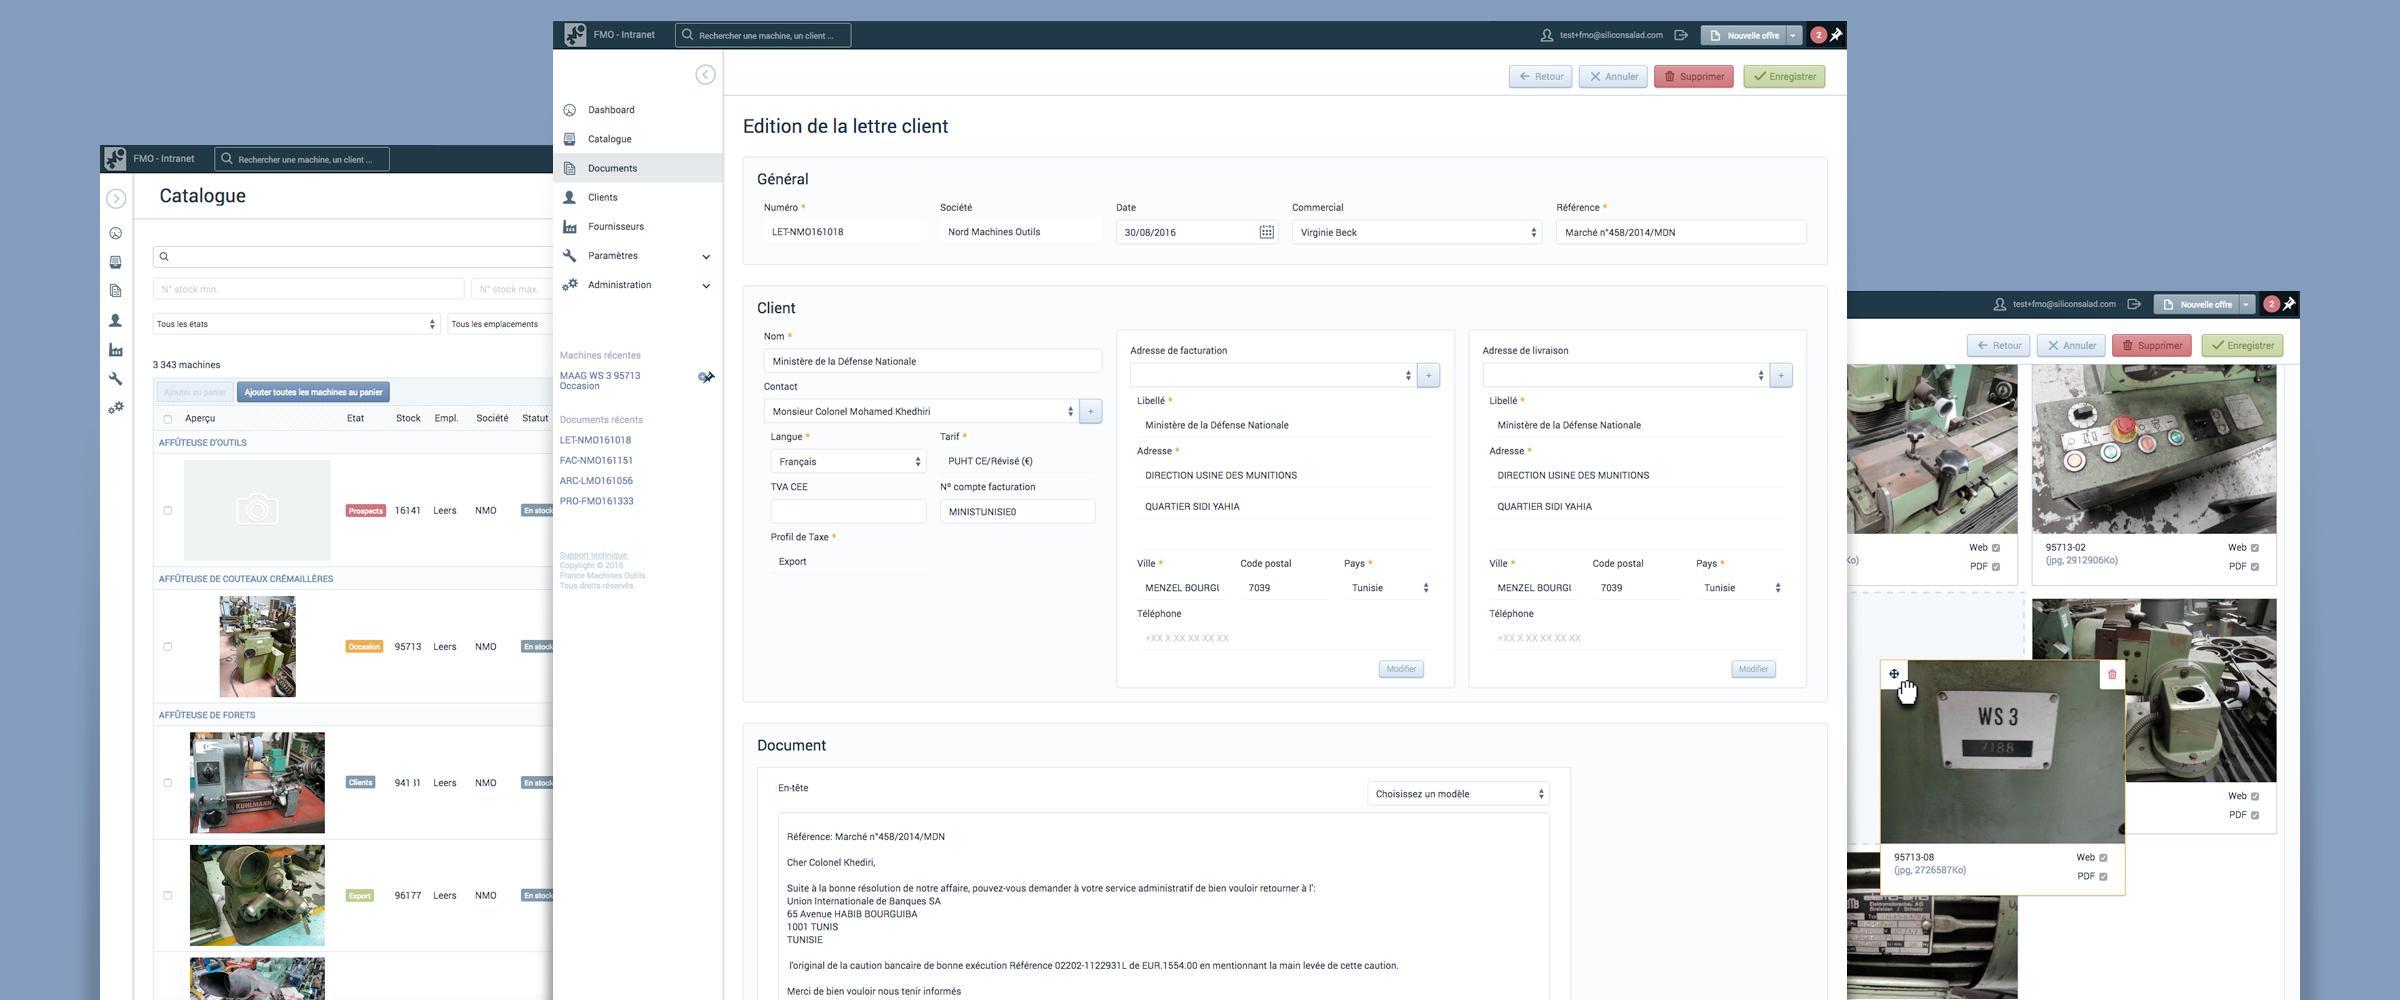 FMO - Intranet
Rechercher une machine, un client ...
Catalogue
N° stock min.
N° stock max.
Tous les états
Tous les emplacements
3 343 machines
Ajouter au panier
Ajouter toutes les machines au panier
Aperçu
Etat
Stock
Empl.
Société
Statut
AFFÛTEUSE D'OUTILS
Prospects
16141
Leers
NMO
En stock
AFFÛTEUSE DE COUTEAUX CRÉMAILLÈRES
Occasion
95713
Leers
NMO
En stock
AFFÛTEUSE DE FORETS
KUHLMANN
Clients
Leers
NMO
En stock
Export
96177
Leers
NMO
En stock
FMO - Intranet
Rechercher une machine, un client ...
test+fmo@siliconsalad.com
Nouvelle offre
2
Dashboard
Catalogue
Documents
Clients
Fournisseurs
Paramètres
Administration
Machines récentes
MAAG WS 3 95713
Occasion
Documents récents
LET-NMO161018
FAC-NMO161151
ARC-LMO161056
PRO-FMO161333
Support technique
Copyright © 2016
France Machines Outils.
Tous droits réservés.
Retour
Annuler
Supprimer
Enregistrer
Edition de la lettre client
Général
Numéro *
Société
Date
Commercial
Référence *
LET-NMO161018
Nord Machines Outils
30/08/2016
Virginie Beck
Marché n°458/2014/MDN
Client
Nom *
Ministère de la Défense Nationale
Contact
Monsieur Colonel Mohamed Khedhiri
+
Langue *
Tarif *
Français
PUHT CE/Révisé (€)
TVA CEE
N° compte facturation
MINISTUNISIE0
Profil de Taxe *
Export
Adresse de facturation
+
Libellé *
Ministère de la Défense Nationale
Adresse *
DIRECTION USINE DES MUNITIONS
QUARTIER SIDI YAHIA
Ville *
Code postal
Pays *
MENZEL BOURGU
7039
Tunisie
Téléphone
+XX X XX XX XX XX
Modifier
Adresse de livraison
+
Libellé *
Ministère de la Défense Nationale
Adresse *
DIRECTION USINE DES MUNITIONS
QUARTIER SIDI YAHIA
Ville *
Code postal
Pays *
MENZEL BOURGU
7039
Tunisie
Téléphone
+XX X XX XX XX XX
Modifier
Document
En-tête
Choisissez un modèle
Référence: Marché n°458/2014/MDN
Cher Colonel Khediri,
Suite à la bonne résolution de notre affaire, pouvez-vous demander à votre service administratif de bien vouloir retourner à l':
Union Internationale de Banques SA
65 Avenue HABIB BOURGUIBA
1001 TUNIS
TUNISIE
l'original de la caution bancaire de bonne exécution Référence 02202-1122931L de EUR.1554.00 en mentionnant la main levée de cette caution.
Merci de bien vouloir nous tenir informés
test+fmo@siliconsalad.com
Nouvelle offre
2
Retour
Annuler
Supprimer
Enregistrer
Ko)
Web
PDF
95713-02
(jpg, 2912906Ko)
Web
PDF
WS 3
7188
95713-08
(jpg, 2726587Ko)
Web
PDF
Web
PDF